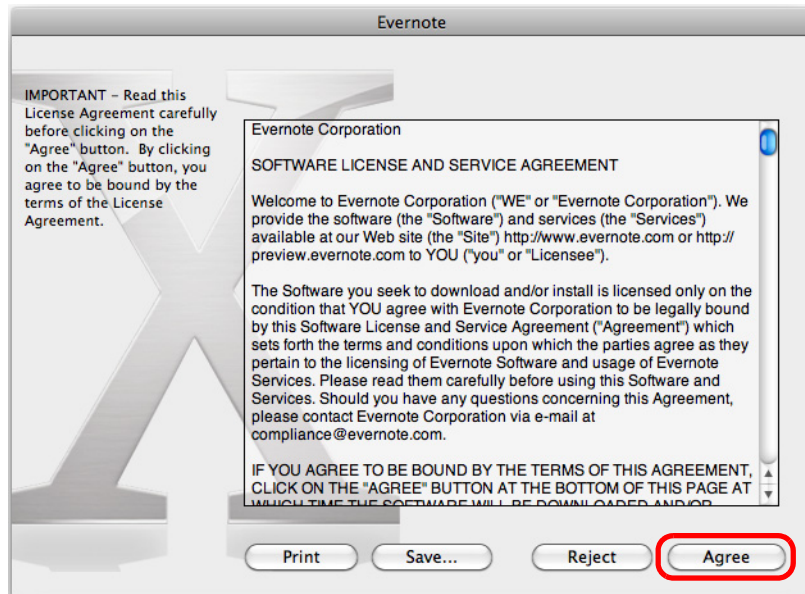 Evernote
IMPORTANT – Read this
License Agreement carefully
before clicking on the
"Agree" button.  By clicking
on the "Agree" button, you
agree to be bound by the
terms of the License
Agreement.
Evernote Corporation
SOFTWARE LICENSE AND SERVICE AGREEMENT
Welcome to Evernote Corporation ("WE" or "Evernote Corporation"). We
provide the software (the "Software") and services (the "Services")
available at our Web site (the "Site") http://www.evernote.com or http://
preview.evernote.com to YOU ("you" or "Licensee").
The Software you seek to download and/or install is licensed only on the
condition that YOU agree with Evernote Corporation to be legally bound
by this Software License and Service Agreement ("Agreement") which
sets forth the terms and conditions upon which the parties agree as they
pertain to the licensing of Evernote Software and usage of Evernote
Services. Please read them carefully before using this Software and
Services. Should you have any questions concerning this Agreement,
please contact Evernote Corporation via e-mail at
compliance@evernote.com.
IF YOU AGREE TO BE BOUND BY THE TERMS OF THIS AGREEMENT,
CLICK ON THE "AGREE" BUTTON AT THE BOTTOM OF THIS PAGE AT
WHICH TIME THE SOFTWARE WILL BE DOWNLOADED AND/OR
Print Save... Reject Agree